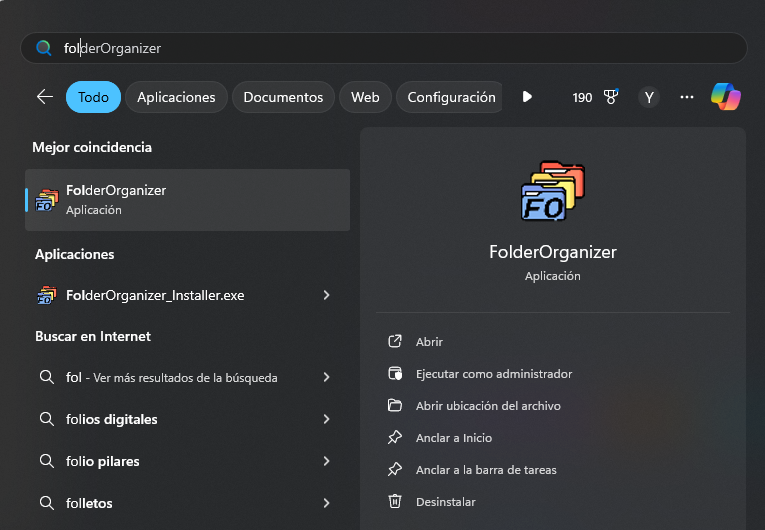 folderOrganizer
Todo
Aplicaciones
Documentos
Web
Configuración
190
Y
Mejor coincidencia
FolderOrganizer
Aplicación
Aplicaciones
FolderOrganizer_Installer.exe
Buscar en Internet
fol - Ver más resultados de la búsqueda
folios digitales
folio pilares
folletos
FO
FolderOrganizer
Aplicación
Abrir
Ejecutar como administrador
Abrir ubicación del archivo
Anclar a Inicio
Anclar a la barra de tareas
Desinstalar